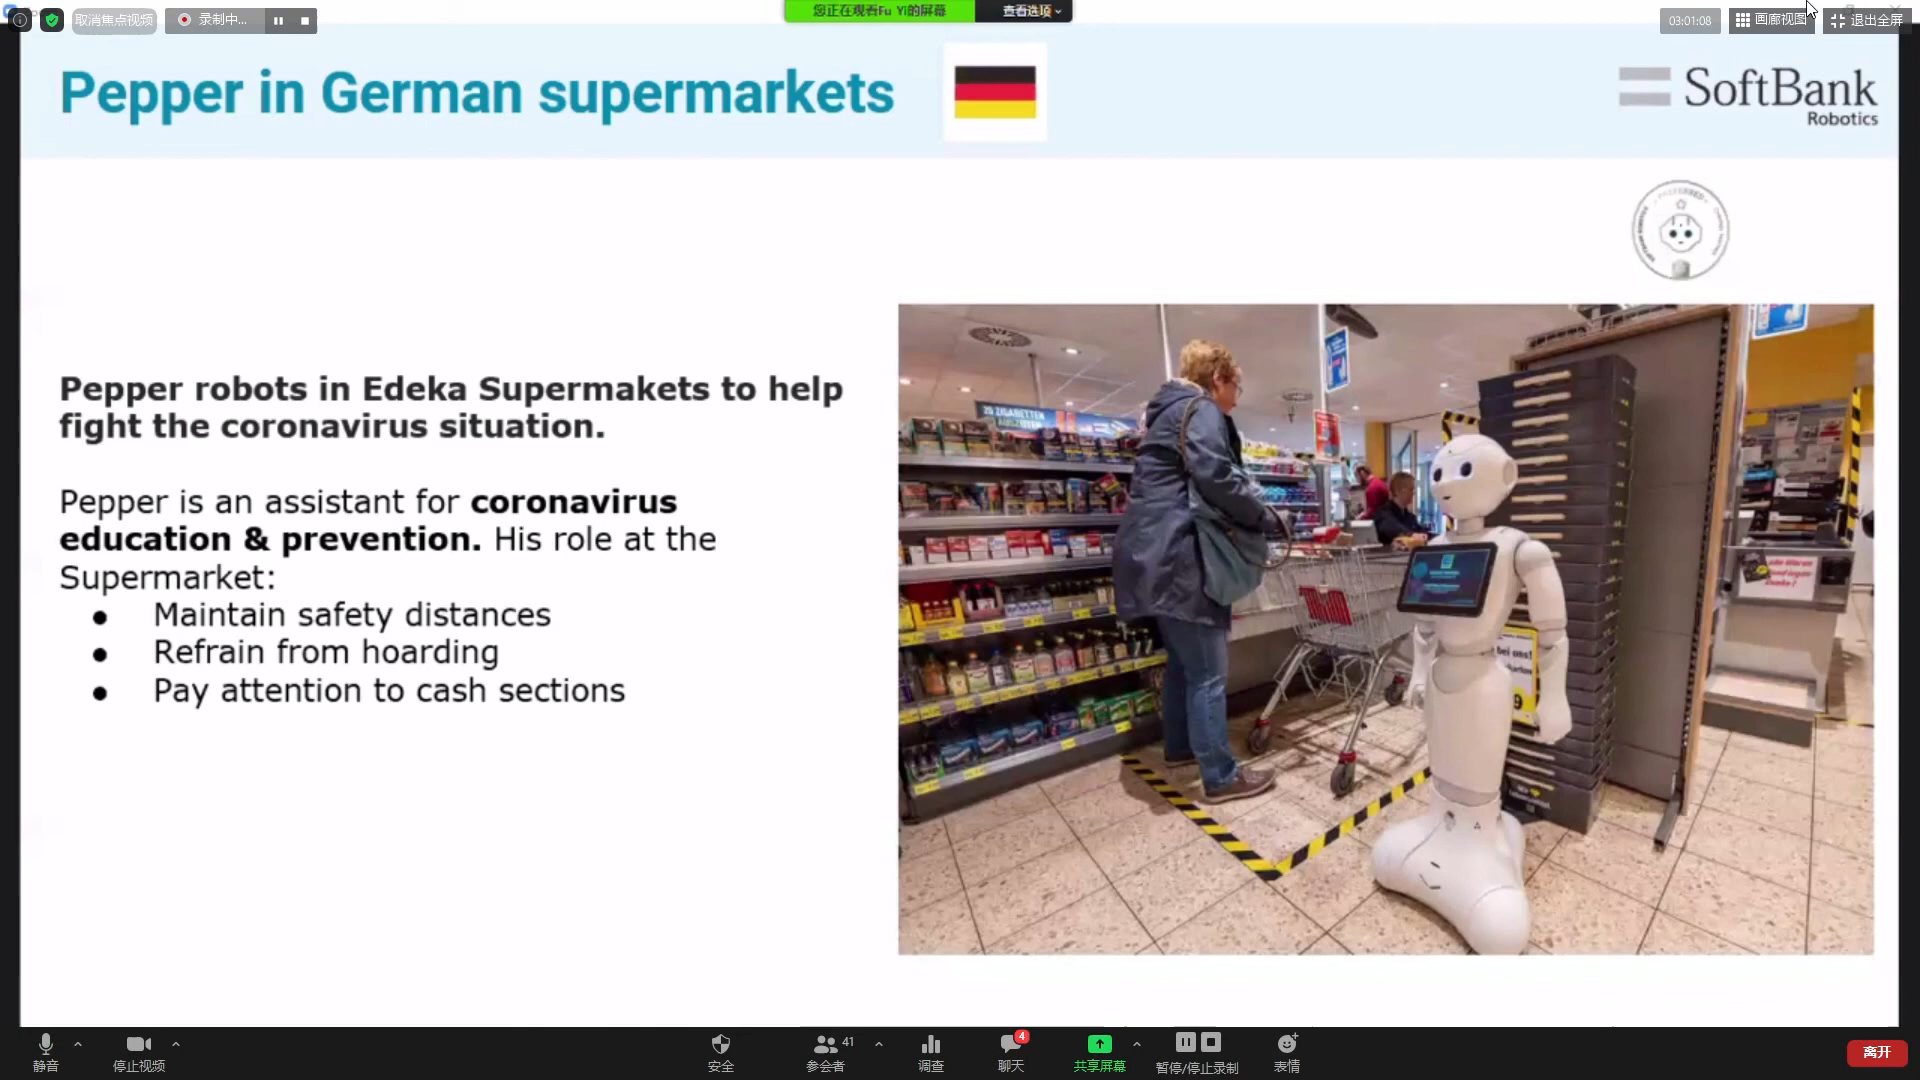 取消焦点视频
录制中...
您正在观看Fu Yi的屏幕
查看选项
03:01:08
画廊视图
退出全屏
Pepper in German supermarkets
SoftBank
Robotics
Pepper robots in Edeka Supermakets to help
fight the coronavirus situation.
Pepper is an assistant for coronavirus
education & prevention. His role at the
Supermarket:
Maintain safety distances
Refrain from hoarding
Pay attention to cash sections
20 ZIGARETTEN
bei uns!
静音
停止视频
安全
参会者
41
调查
聊天
4
共享屏幕
暂停/停止录制
表情
离开